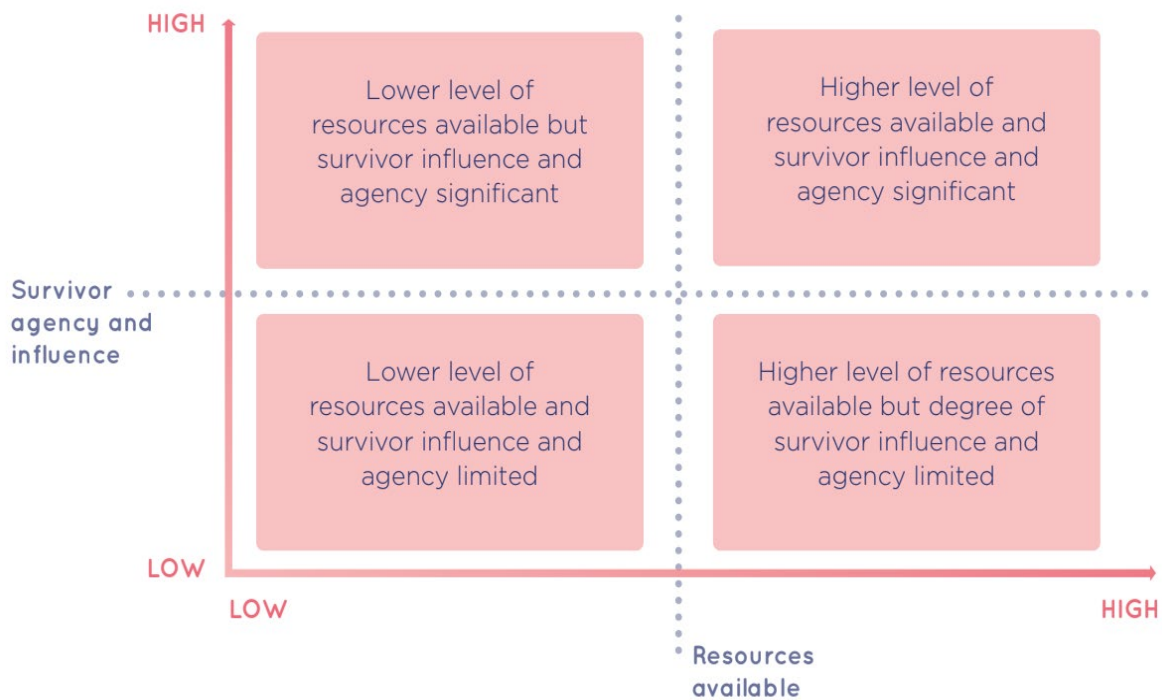 HIGH
Lower level of
resources available but
survivor influence and
agency significant
Higher level of
resources available and
survivor influence and
agency significant
Survivor
agency and
influence
Lower level of
resources available and
survivor influence and
agency limited
Higher level of resources
available but degree of
survivor influence and
agency limited
LOW
LOW
HIGH
Resources
available